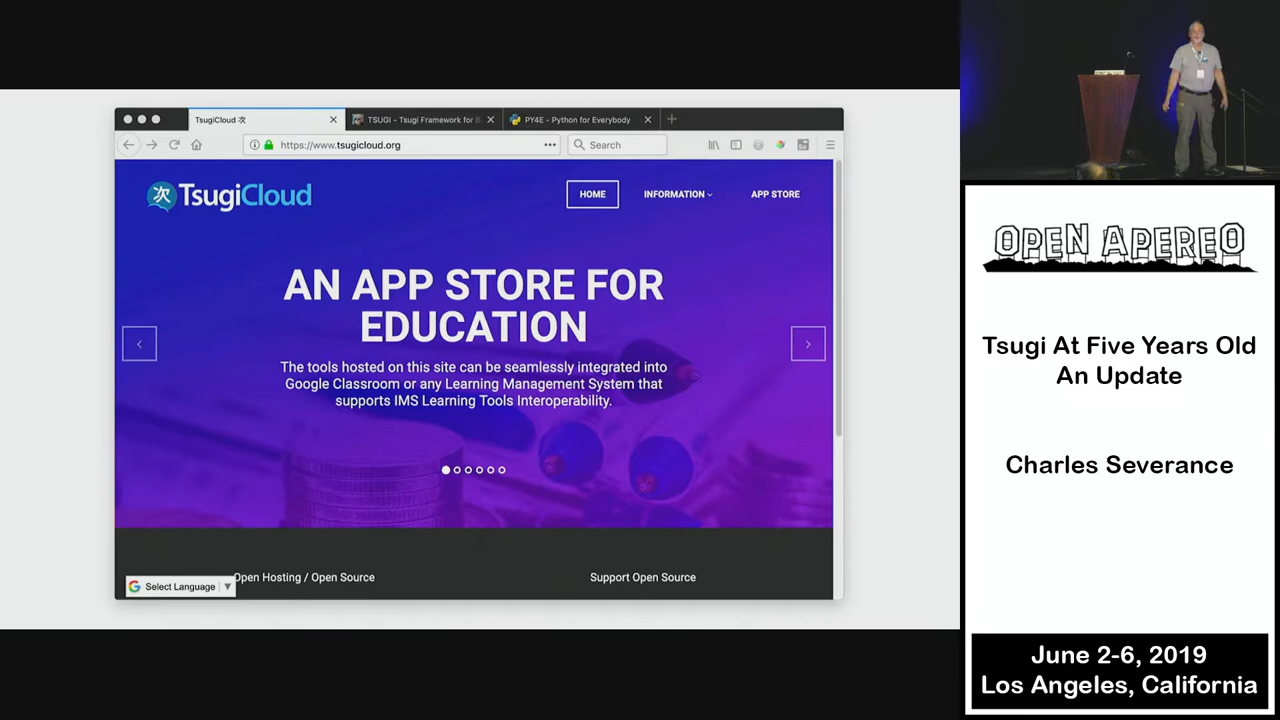 TsugiCloud 次
TSUGI - Tsugi Framework for B
PY4E - Python for Everybody
https://www.tsugicloud.org
Search
次 TsugiCloud
HOME
INFORMATION
APP STORE
AN APP STORE FOR
EDUCATION
The tools hosted on this site can be seamlessly integrated into
Google Classroom or any Learning Management System that
supports IMS Learning Tools Interoperability.
Open Hosting / Open Source
Support Open Source
G Select Language
OPEN APEREO
Tsugi At Five Years Old
An Update
Charles Severance
June 2-6, 2019
Los Angeles, California